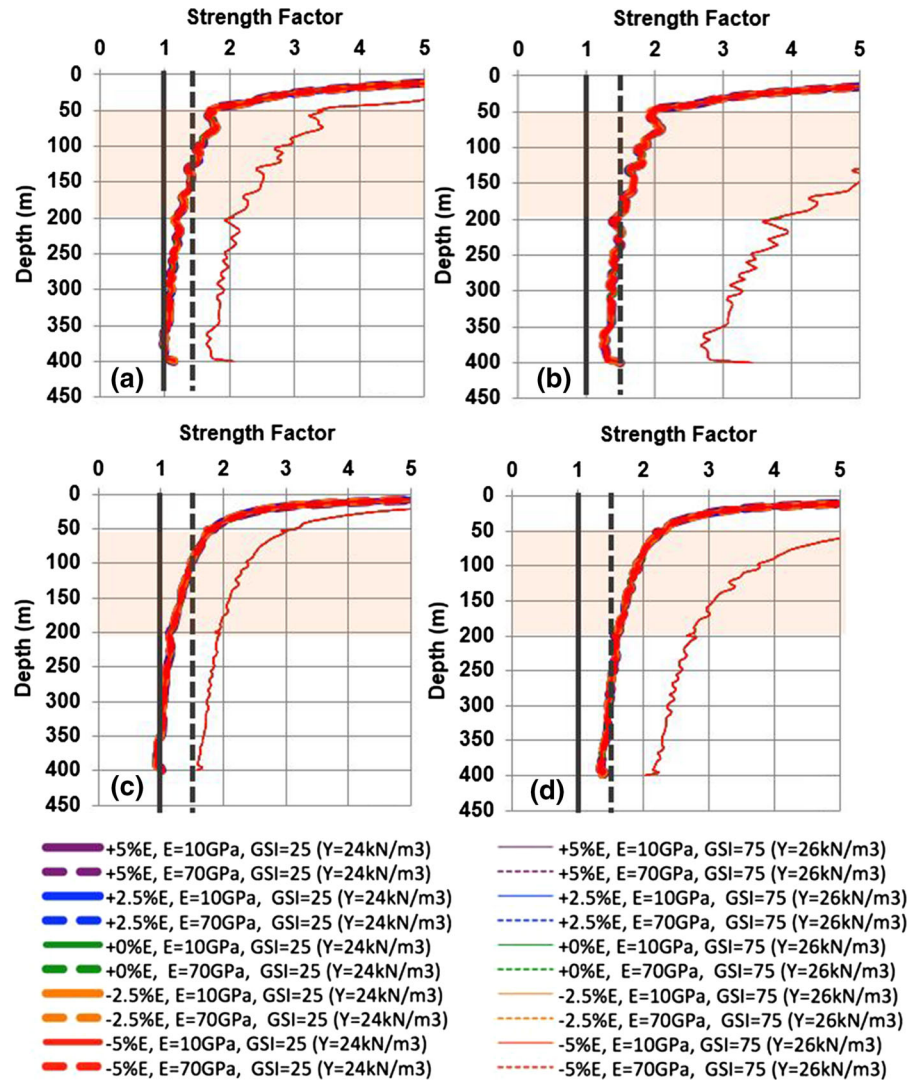 Strength Factor
0 1 2 3 4 5
0
50
100
150
200
250
300
350
400
450
Depth (m)
(a)
Strength Factor
0 1 2 3 4 5
0
50
100
150
200
250
300
350
400
450
Depth (m)
(b)
Strength Factor
0 1 2 3 4 5
0
50
100
150
200
250
300
350
400
450
Depth (m)
(c)
Strength Factor
0 1 2 3 4 5
0
50
100
150
200
250
300
350
400
450
Depth (m)
(d)
+5%E, E=10GPa, GSI=25 (Y=24kN/m3)
+5%E, E=70GPa, GSI=25 (Y=24kN/m3)
+2.5%E, E=10GPa, GSI=25 (Y=24kN/m3)
+2.5%E, E=70GPa, GSI=25 (Y=24kN/m3)
+0%E, E=10GPa, GSI=25 (Y=24kN/m3)
+0%E, E=70GPa, GSI=25 (Y=24kN/m3)
-2.5%E, E=10GPa, GSI=25 (Y=24kN/m3)
-2.5%E, E=70GPa, GSI=25 (Y=24kN/m3)
-5%E, E=10GPa, GSI=25 (Y=24kN/m3)
-5%E, E=70GPa, GSI=25 (Y=24kN/m3)
+5%E, E=10GPa, GSI=75 (Y=26kN/m3)
+5%E, E=70GPa, GSI=75 (Y=26kN/m3)
+2.5%E, E=10GPa, GSI=75 (Y=26kN/m3)
+2.5%E, E=70GPa, GSI=75 (Y=26kN/m3)
+0%E, E=10GPa, GSI=75 (Y=26kN/m3)
+0%E, E=70GPa, GSI=75 (Y=26kN/m3)
-2.5%E, E=10GPa, GSI=75 (Y=26kN/m3)
-2.5%E, E=70GPa, GSI=75 (Y=26kN/m3)
-5%E, E=10GPa, GSI=75 (Y=26kN/m3)
-5%E, E=70GPa, GSI=75 (Y=26kN/m3)